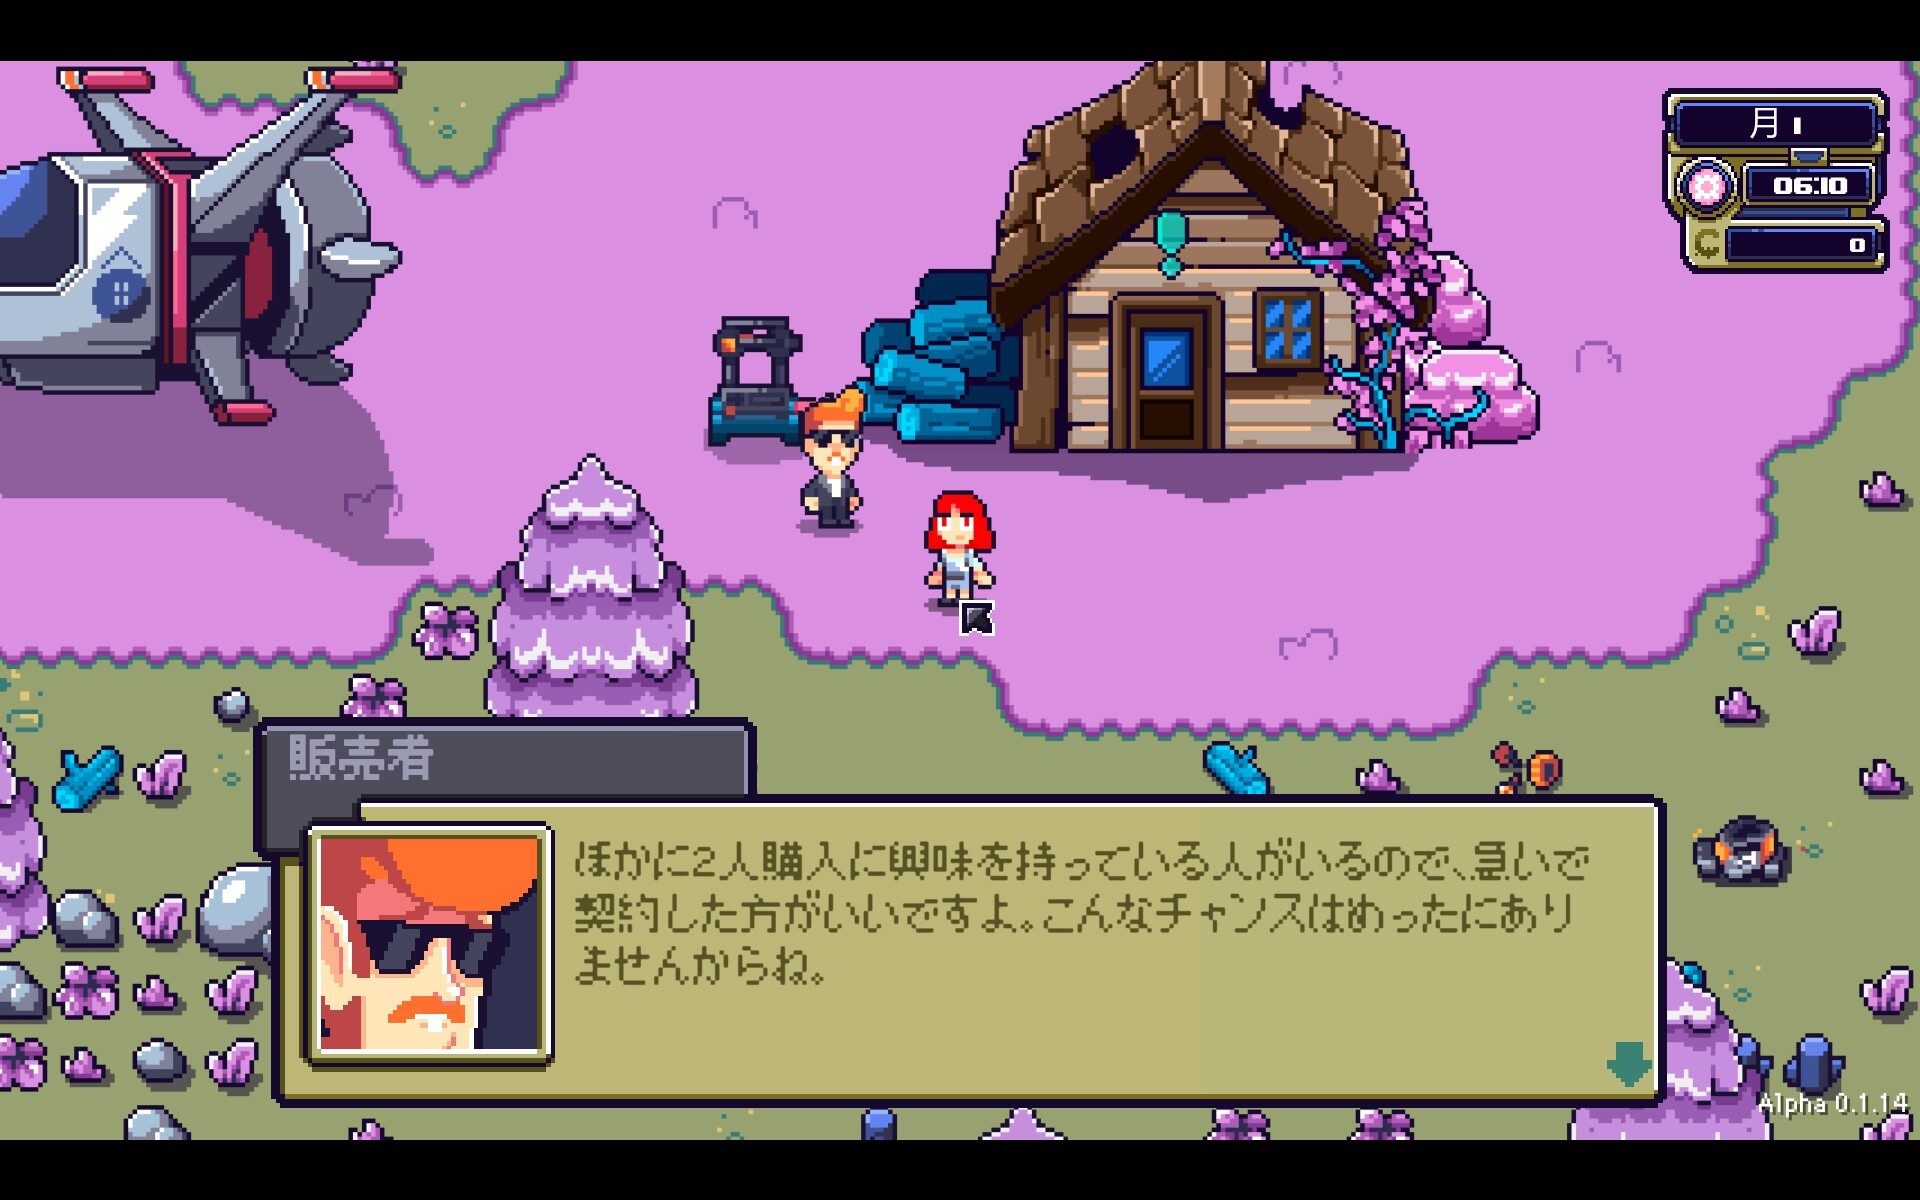 月 1
06:10
0
販売者
ほかに2人購入に興味を持っている人がいるので、急いで
契約した方がいいですよ。こんなチャンスはめったにあり
ませんからね。
Alpha 0.1.14